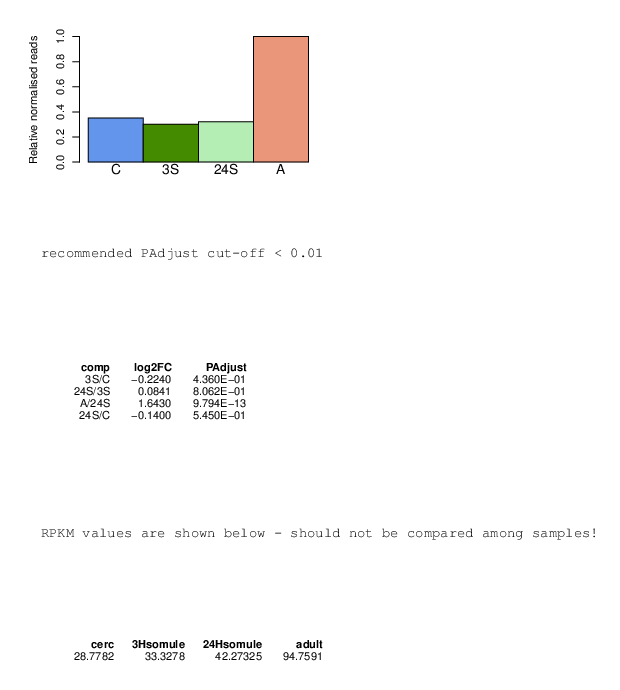 Relative normalised reads
1.0
0.8
0.6
0.4
0.2
0.0
C 3S 24S A
recommended PAdjust cut-off < 0.01
comp log2FC PAdjust
3S/C −0.2240 4.360E−01
24S/3S 0.0841 8.062E−01
A/24S 1.6430 9.794E−13
24S/C −0.1400 5.450E−01
RPKM values are shown below - should not be compared among samples!
cerc 3Hsomule 24Hsomule adult
28.7782 33.3278 42.27325 94.7591